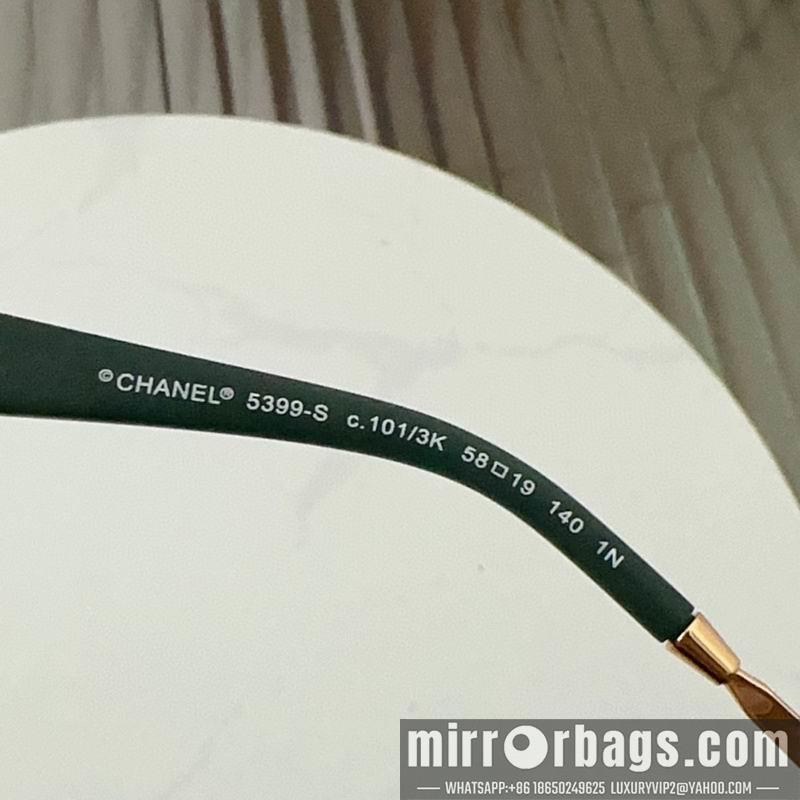 ©CHANEL® 5399-S c.101/3K 58□19 140 1N
mirrorbags.com
WHATSAPP:+86 18650249625 LUXURYVIP2@YAHOO.COM